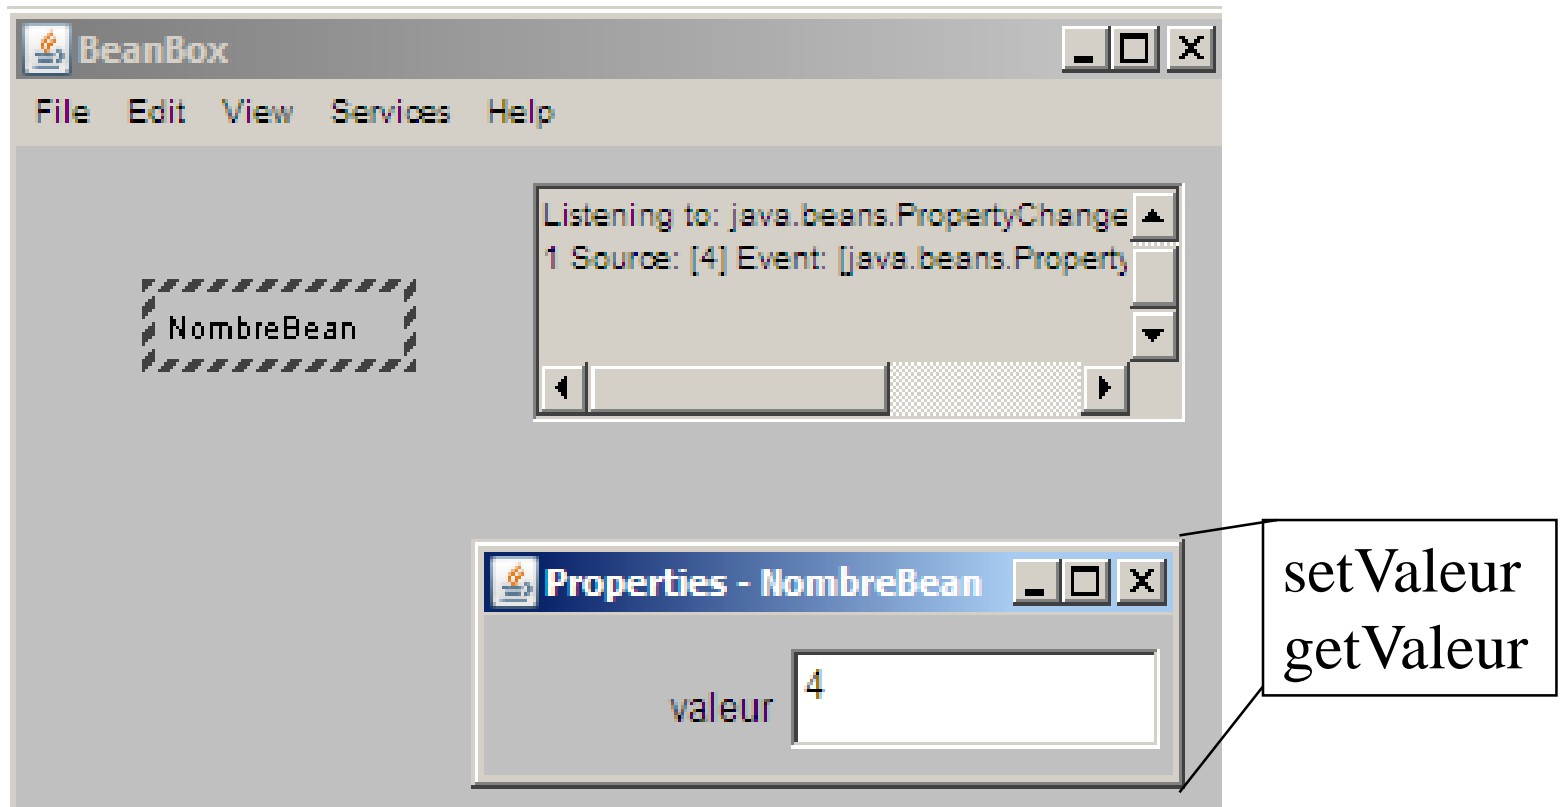 BeanBox
File Edit View Services Help
Listening to: java.beans.PropertyChange
1 Source: [4] Event: [java.beans.Property
NombreBean
Properties - NombreBean
valeur 4
setValeur
getValeur